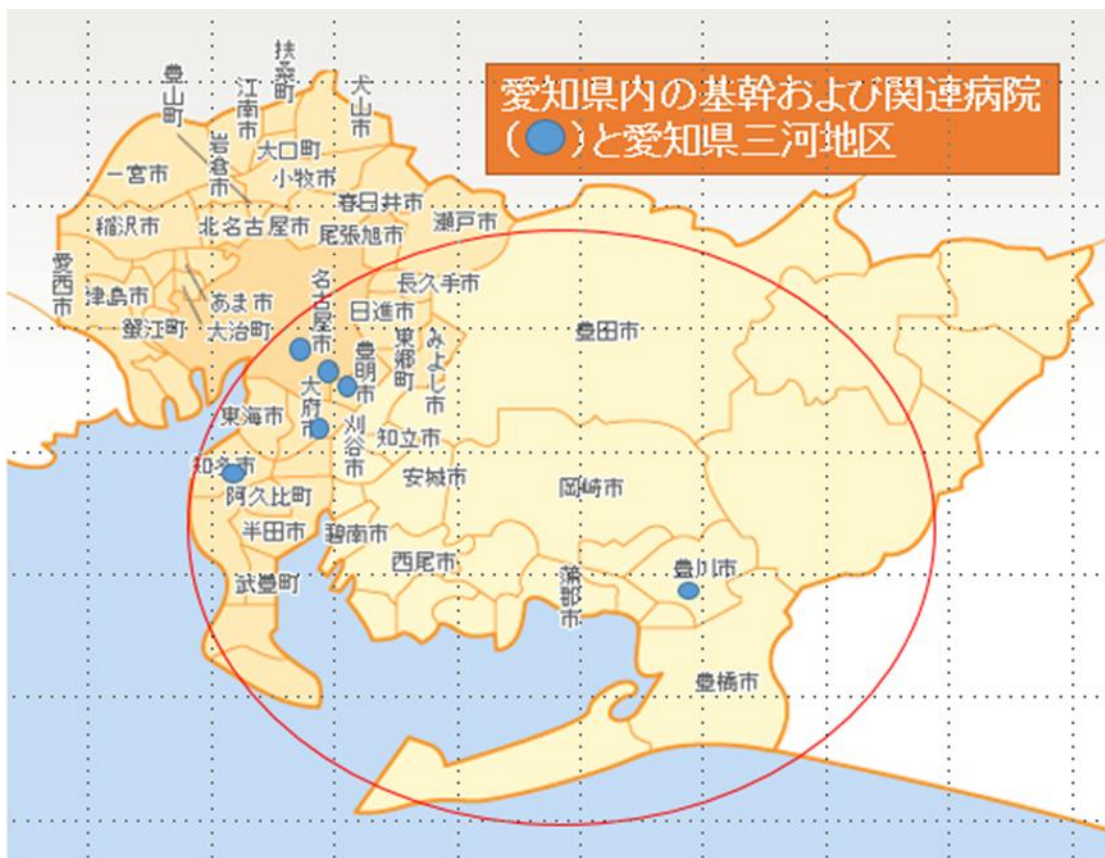 愛知県内の基幹および関連病院
(●)と愛知県三河地区
扶桑町
豊山町
江南市
犬山市
岩倉市
大口町
一宮市
小牧市
春日井市
稲沢市
北名古屋市
尾張旭市
瀬戸市
愛西市
津島市
あま市
名古屋市
長久手市
日進市
蟹江町
大治町
東郷町
みよし市
豊田市
豊明市
大府市
東海市
刈谷市
知立市
知多市
安城市
岡崎市
阿久比町
半田市
碧南市
西尾市
武豊町
蒲郡市
豊川市
豊橋市